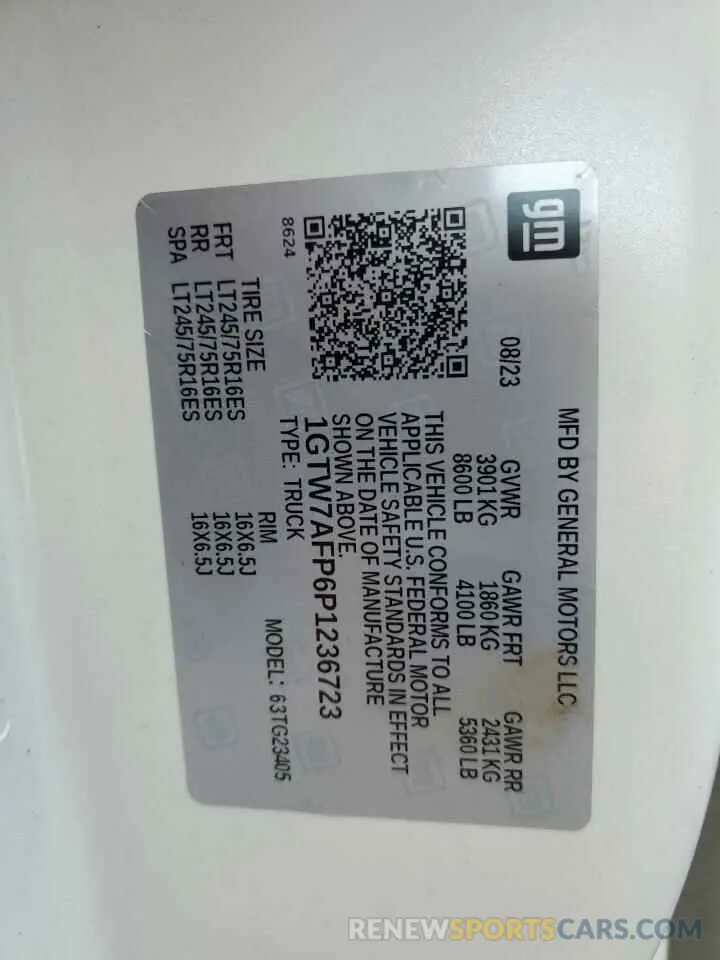 gm
MFD BY GENERAL MOTORS LLC
08/23 GVWR GAWR FRT GAWR RR
3901 KG 1860 KG 2431 KG
8600 LB 4100 LB 5360 LB
THIS VEHICLE CONFORMS TO ALL
APPLICABLE U.S. FEDERAL MOTOR
VEHICLE SAFETY STANDARDS IN EFFECT
ON THE DATE OF MANUFACTURE
SHOWN ABOVE.
1GTW7AFP6P1236723
8624 TYPE: TRUCK MODEL: 63TG23405
TIRE SIZE RIM
FRT LT245/75R16ES 16X6.5J
RR LT245/75R16ES 16X6.5J
SPA LT245/75R16ES 16X6.5J
RENEWSPORTSCARS.COM